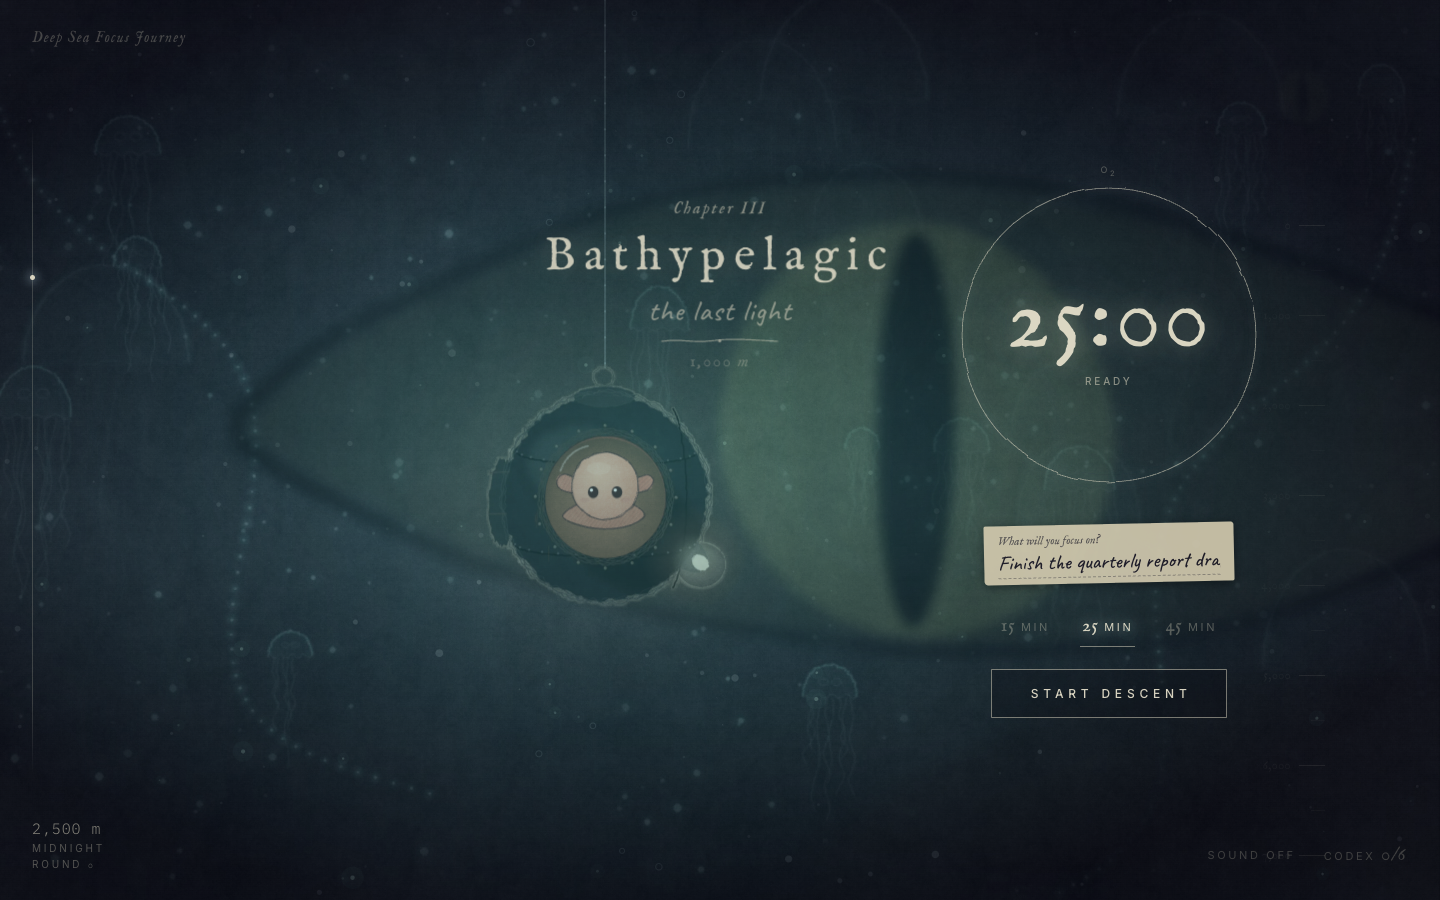 Deep Sea Focus Journey
Chapter III
Bathypelagic
the last light
1,000 m
O₂
25:00
READY
What will you focus on?
Finish the quarterly report dra
15 MIN
25 MIN
45 MIN
START DESCENT
2,500 m
MIDNIGHT
ROUND 0
SOUND OFF
CODEX 0/6